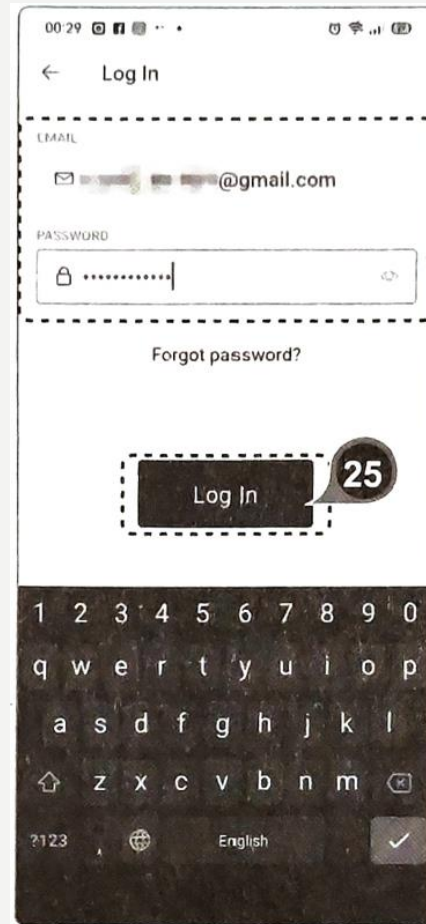 00:29
Log In
EMAIL
@gmail.com
PASSWORD
Forgot password?
Log In
25
1 2 3 4 5 6 7 8 9 0
q w e r t y u i o p
a s d f g h j k l
z x c v b n m
?123 , English